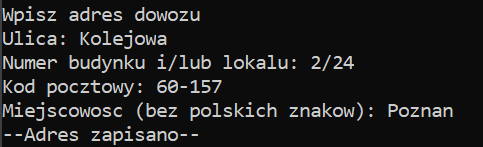 Wpisz adres dowozu
Ulica: Kolejowa
Numer budynku i/lub lokalu: 2/24
Kod pocztowy: 60-157
Miejscowosc (bez polskich znakow): Poznan
--Adres zapisano--